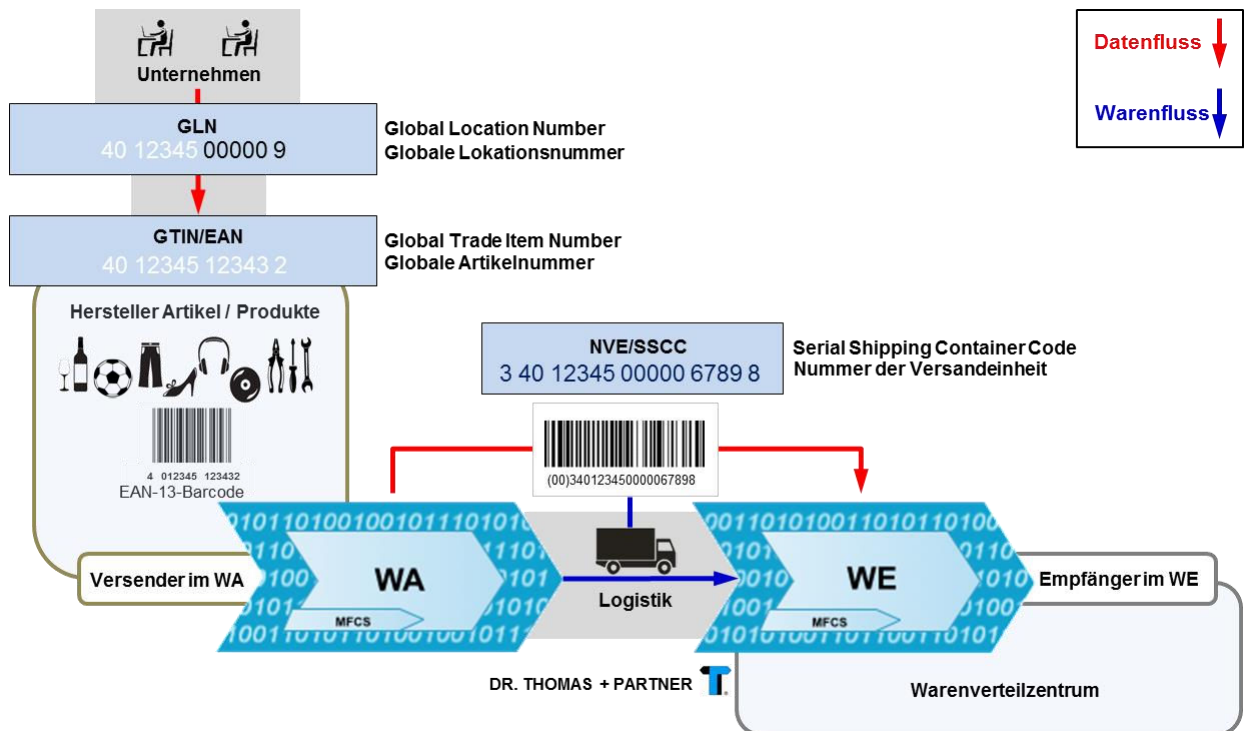 Unternehmen
GLN
40 12345 00000 9
Global Location Number
Globale Lokationsnummer
Datenfluss
Warenfluss
GTIN/EAN
40 12345 12343 2
Global Trade Item Number
Globale Artikelnummer
Hersteller Artikel / Produkte
4 012345 123432
EAN-13-Barcode
NVE/SSCC
3 40 12345 00000 6789 8
Serial Shipping Container Code
Nummer der Versandeinheit
(00)340123450000067898
Versender im WA
WA
MFCS
Logistik
WE
MFCS
Empfänger im WE
DR. THOMAS + PARTNER
Warenverteilzentrum